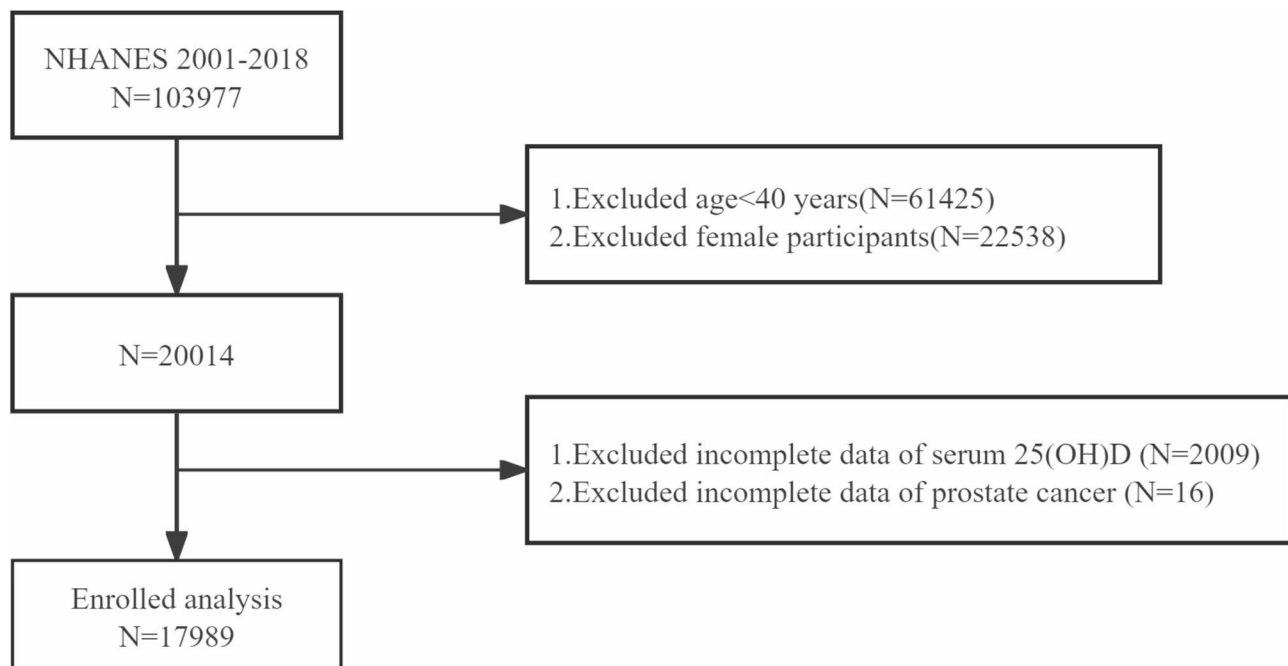 NHANES 2001-2018
N=103977
1.Excluded age<40 years(N=61425)
2.Excluded female participants(N=22538)
N=20014
1.Excluded incomplete data of serum 25(OH)D (N=2009)
2.Excluded incomplete data of prostate cancer (N=16)
Enrolled analysis
N=17989